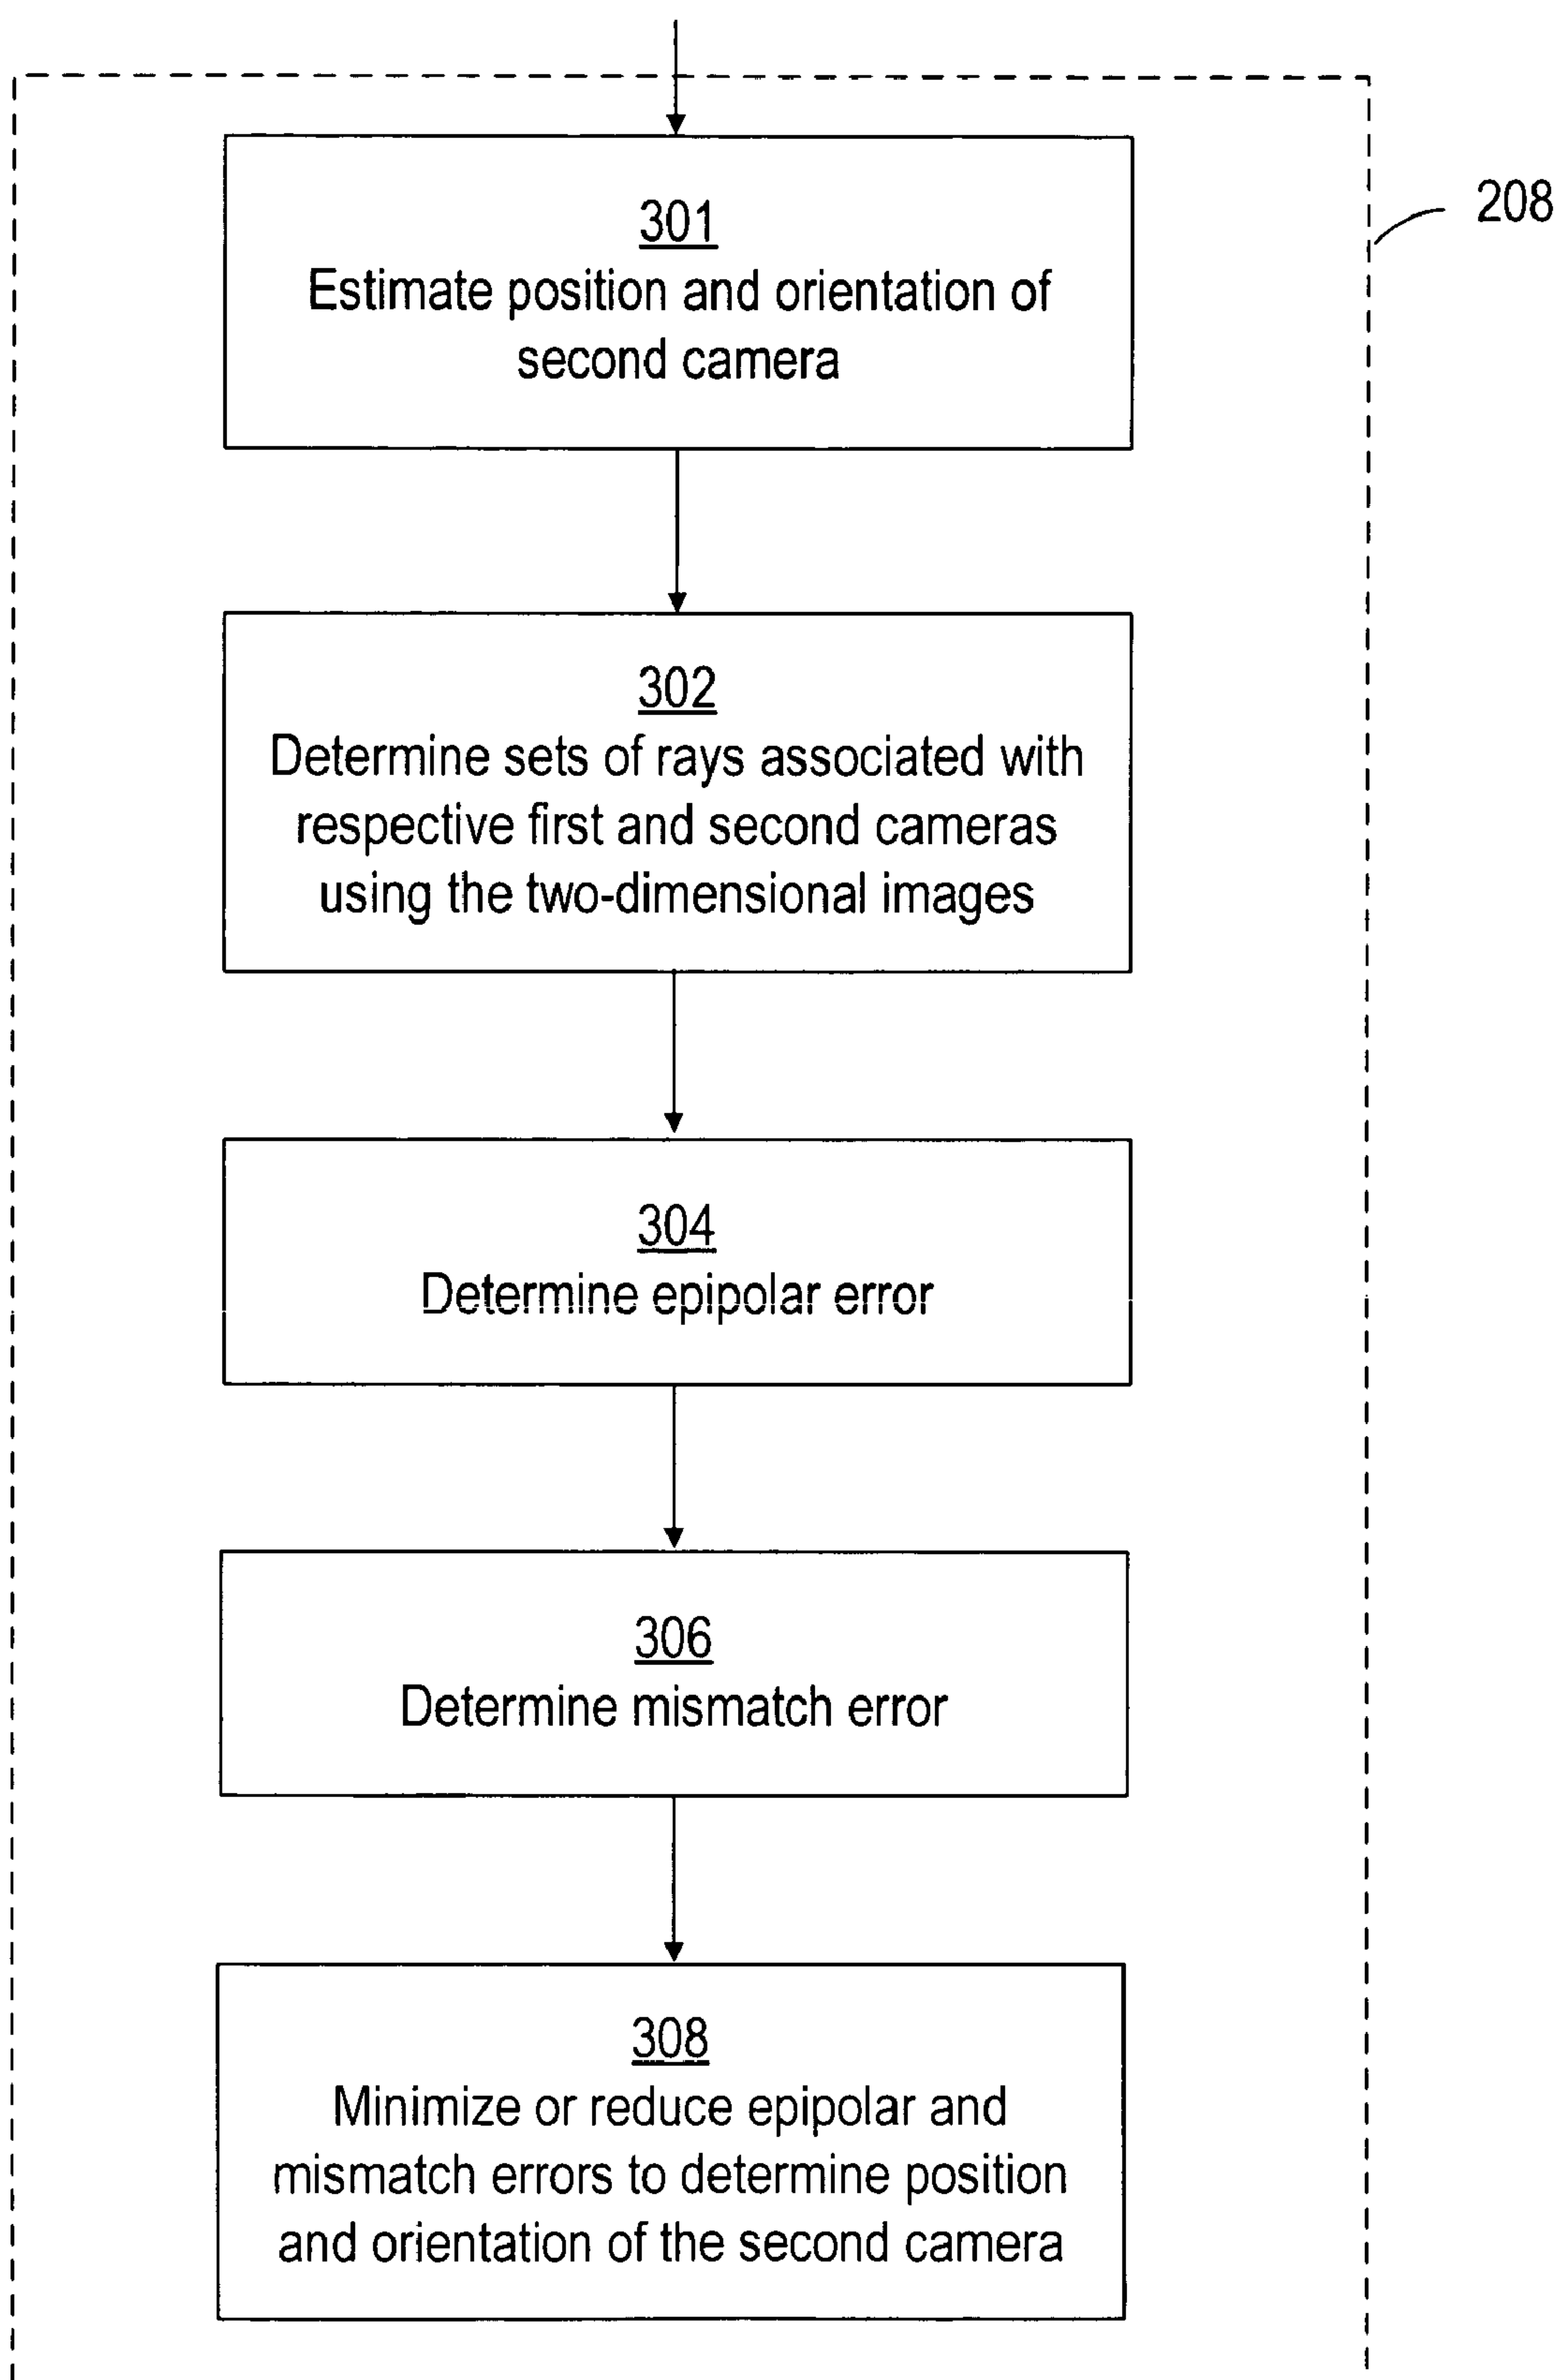 208
301
Estimate position and orientation of
second camera
302
Determine sets of rays associated with
respective first and second cameras
using the two-dimensional images
304
Determine epipolar error
306
Determine mismatch error
308
Minimize or reduce epipolar and
mismatch errors to determine position
and orientation of the second camera